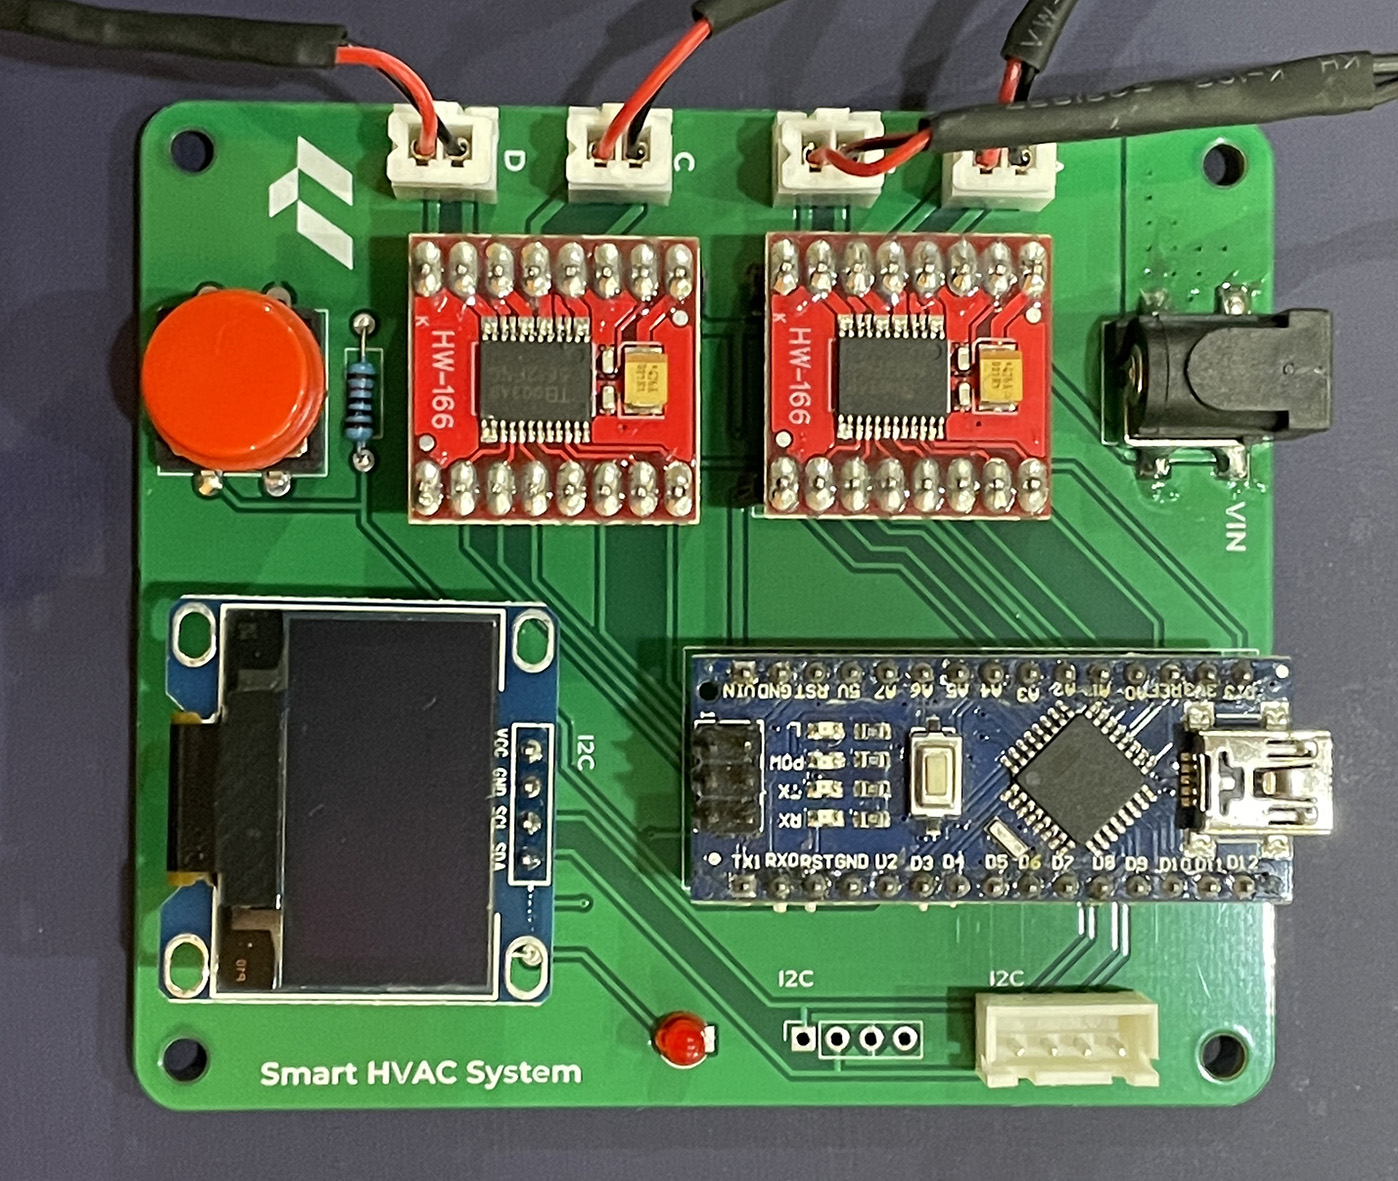 D
C
A
HW-166
K
HW-166
K
VIN
I2C
VCC GND SCL SDA
VIN GND RST 5V A7 A6 A5 A4 A3 A2 A1 A0 REF 3V3 D13
L
POW
TX
RX
TX1 RX0 RST GND D2 D3 D4 D5 D6 D7 D8 D9 D10 D11 D12
I2C
I2C
Smart HVAC System